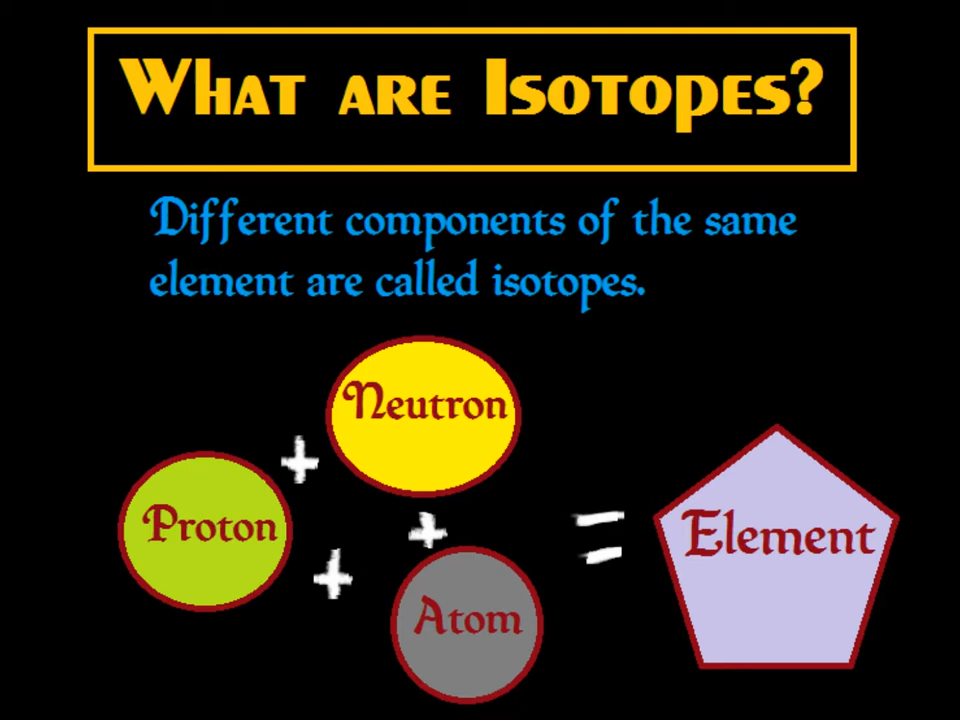 What are Isotopes?
Different components of the same
element are called isotopes.
Neutron
+
Proton
+
+
Atom
=
Element